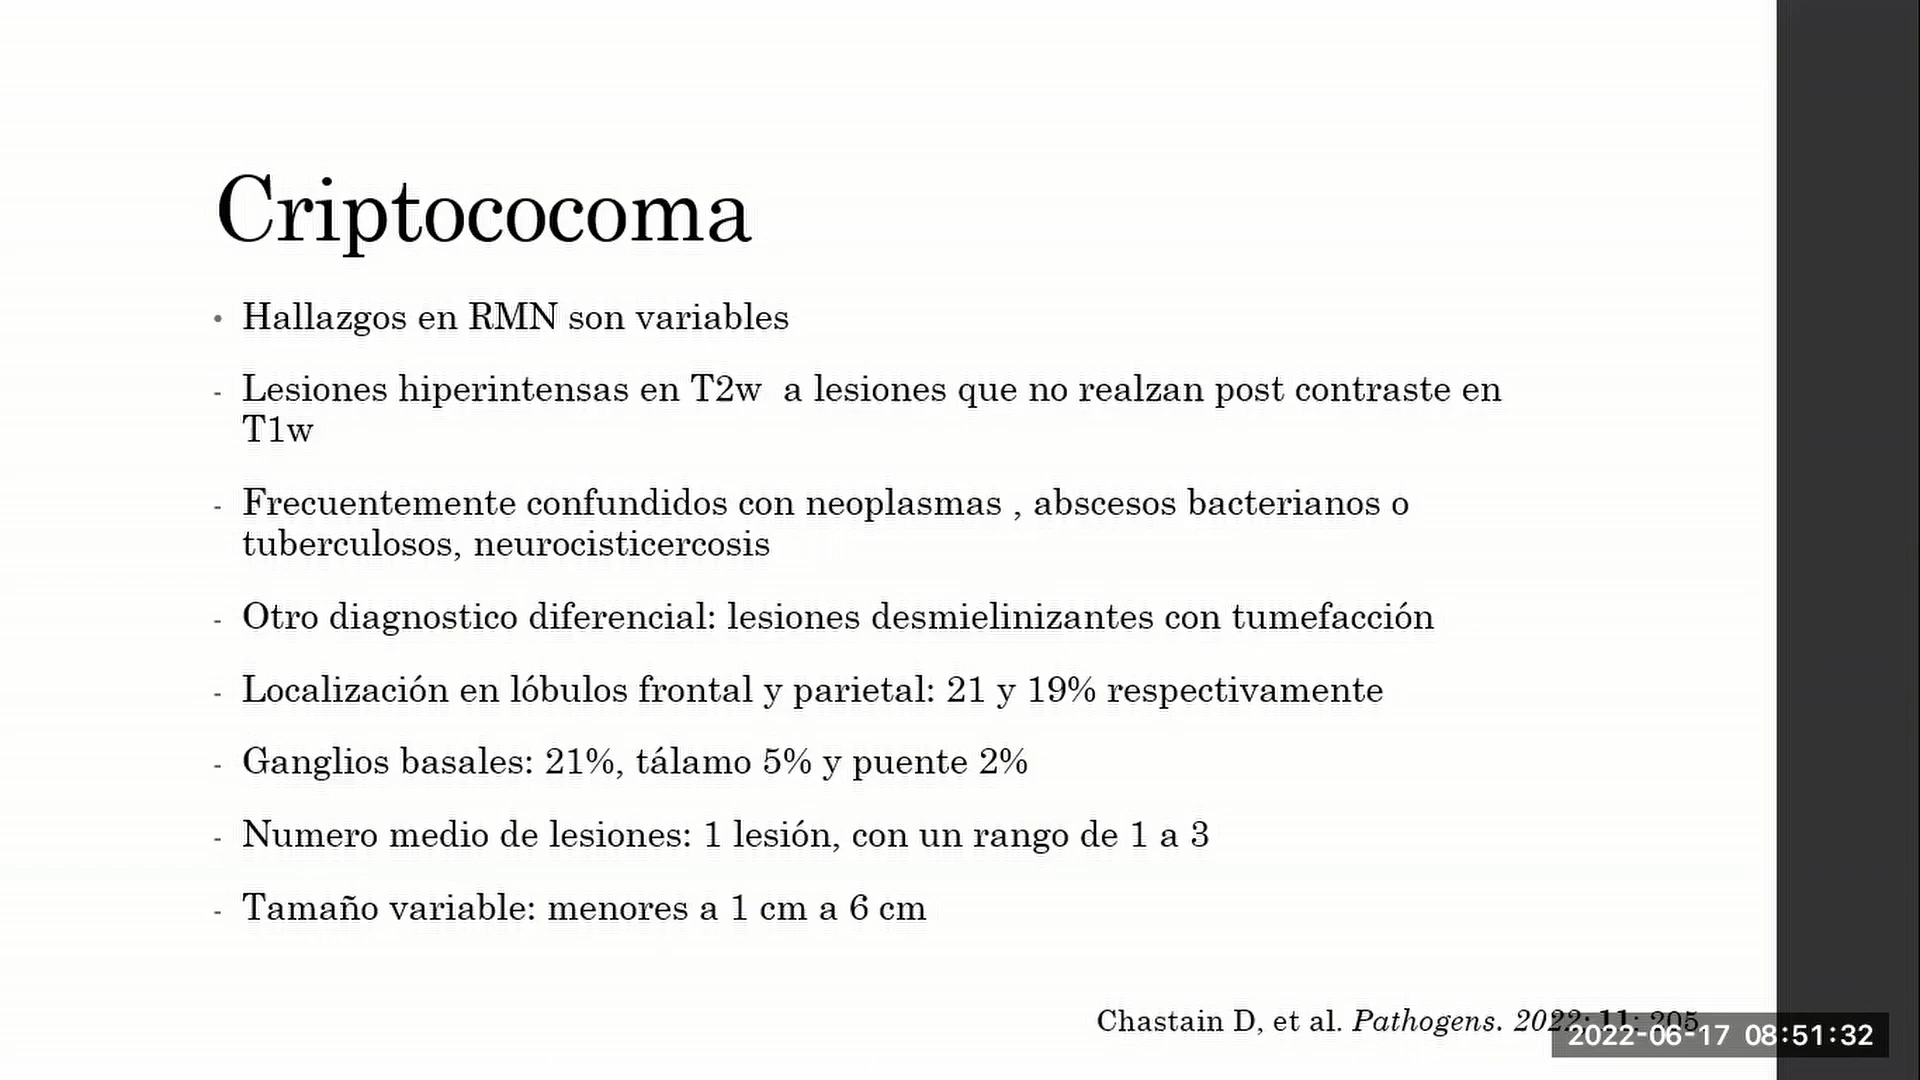 Criptococoma
• Hallazgos en RMN son variables
- Lesiones hiperintensas en T2w a lesiones que no realzan post contraste en
T1w
- Frecuentemente confundidos con neoplasmas , abscesos bacterianos o
tuberculosos, neurocisticercosis
- Otro diagnostico diferencial: lesiones desmielinizantes con tumefacción
- Localización en lóbulos frontal y parietal: 21 y 19% respectivamente
- Ganglios basales: 21%, tálamo 5% y puente 2%
- Numero medio de lesiones: 1 lesión, con un rango de 1 a 3
- Tamaño variable: menores a 1 cm a 6 cm
Chastain D, et al. Pathogens. 2022; 11: 205
2022-06-17 08:51:32